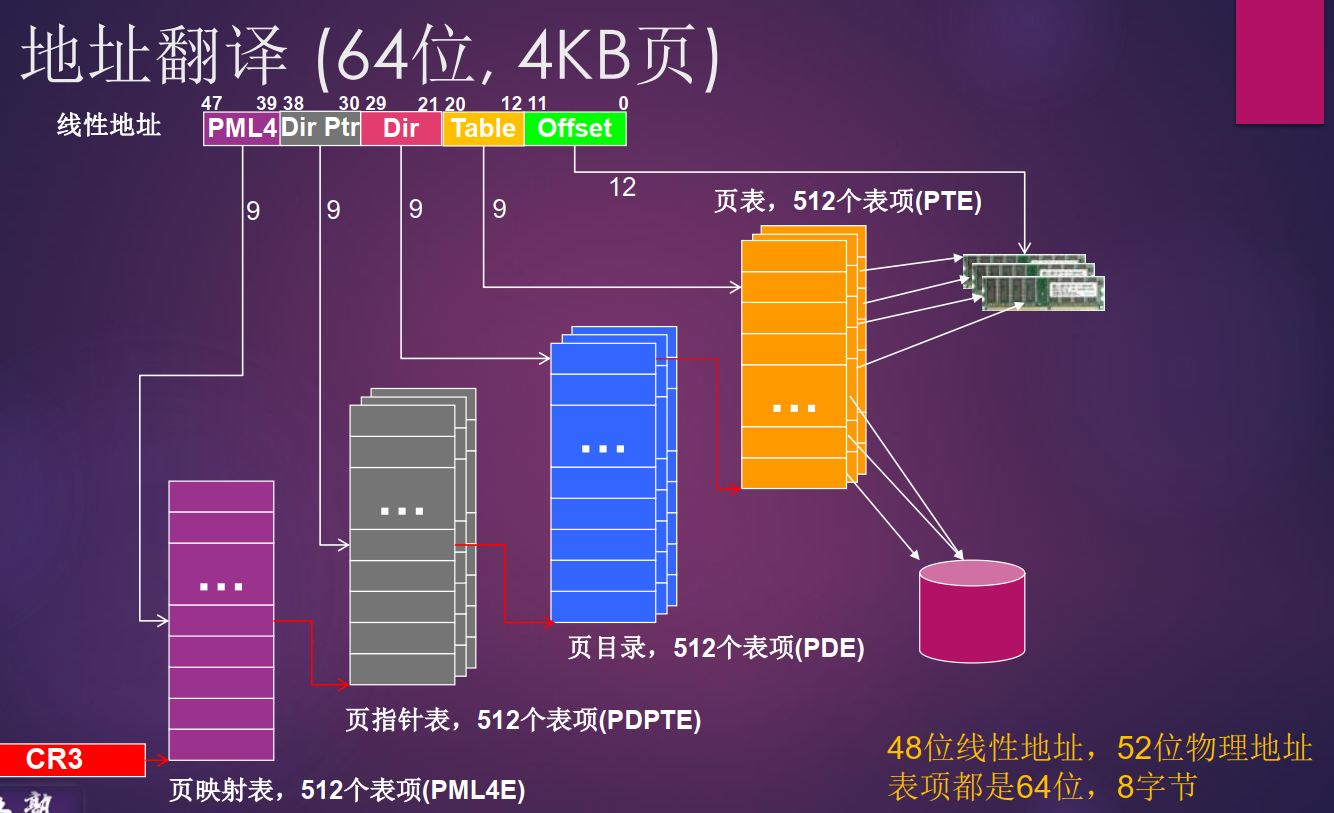 地址翻译 (64位, 4KB页)
47 39 38 30 29 21 20 12 11 0
线性地址 PML4 Dir Ptr Dir Table Offset
9 9 9 9 12
页表，512个表项(PTE)
页目录，512个表项(PDE)
页指针表，512个表项(PDPTE)
CR3
页映射表，512个表项(PML4E)
48位线性地址，52位物理地址
表项都是64位，8字节